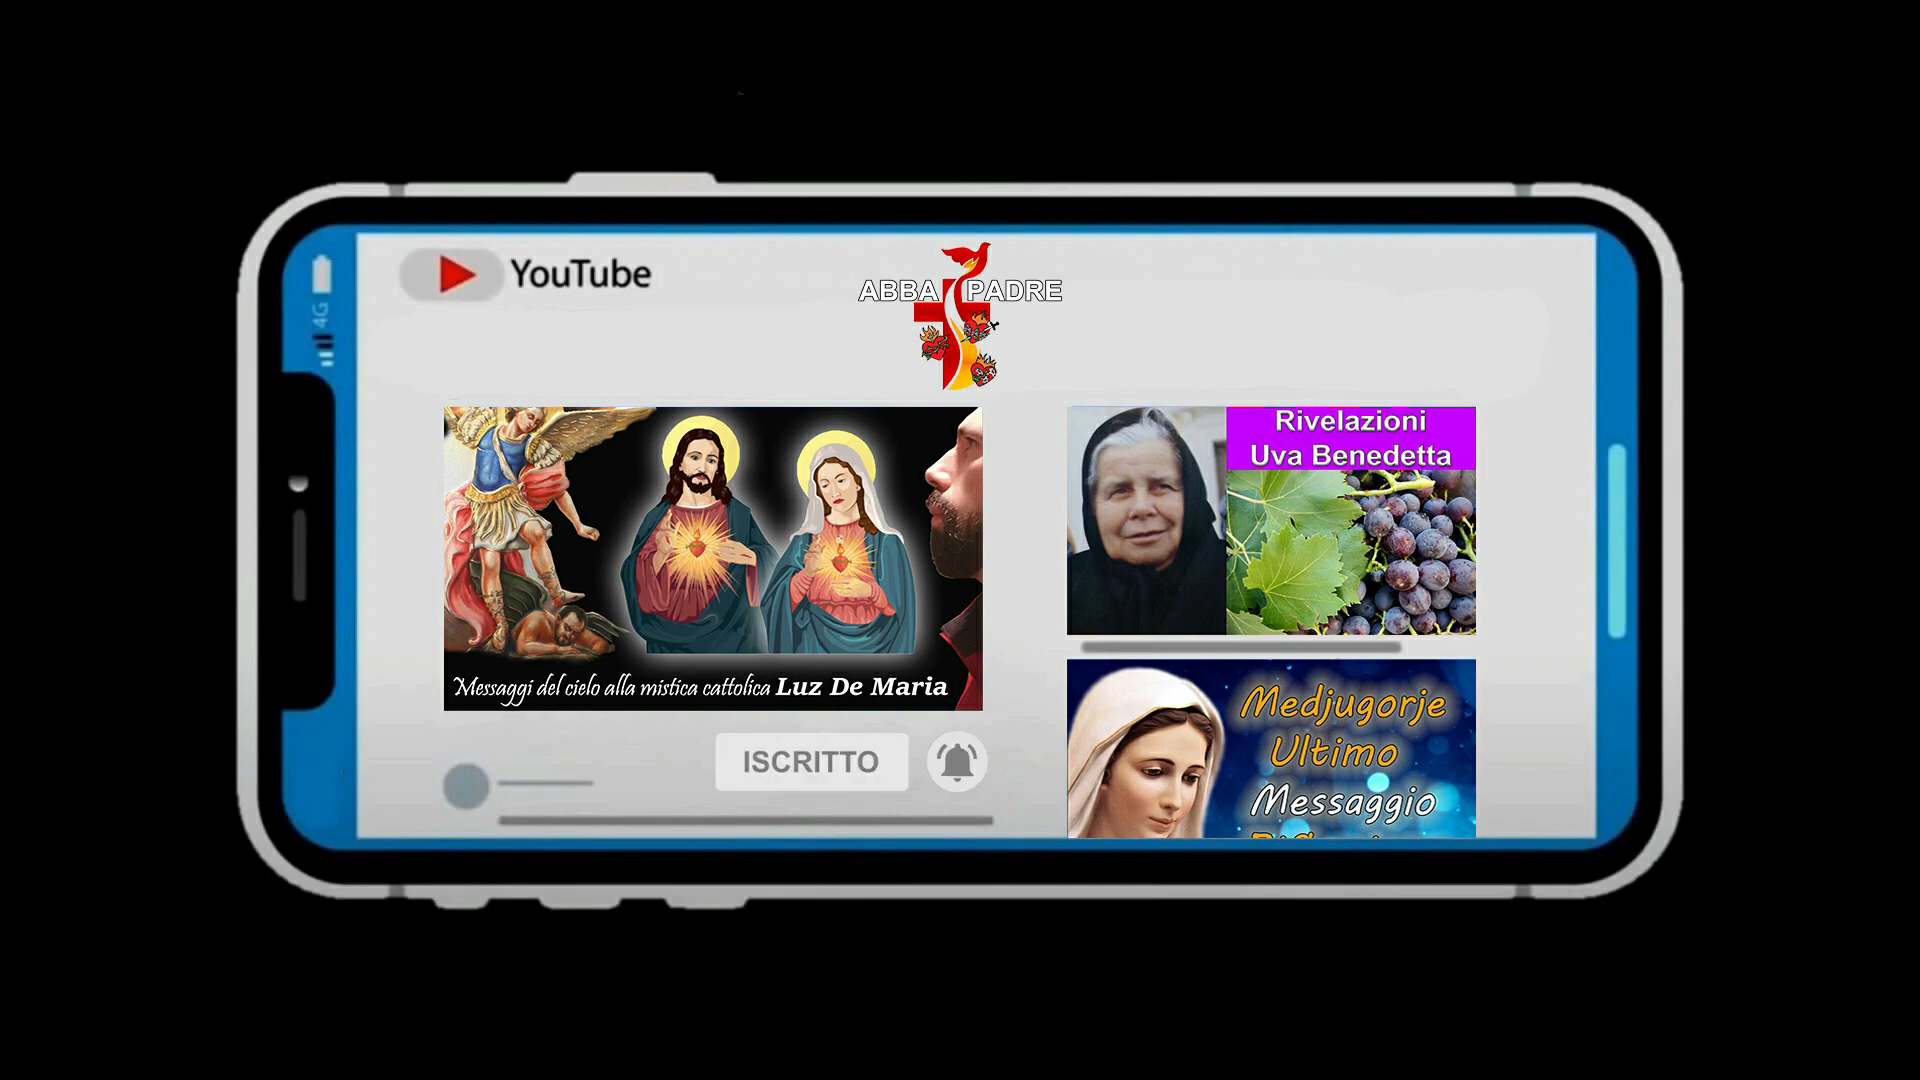 4G
YouTube
ABBA PADRE
Messaggi del cielo alla mistica cattolica Luz De Maria
ISCRITTO
Rivelazioni
Uva Benedetta
Medjugorje
Ultimo
Messaggio